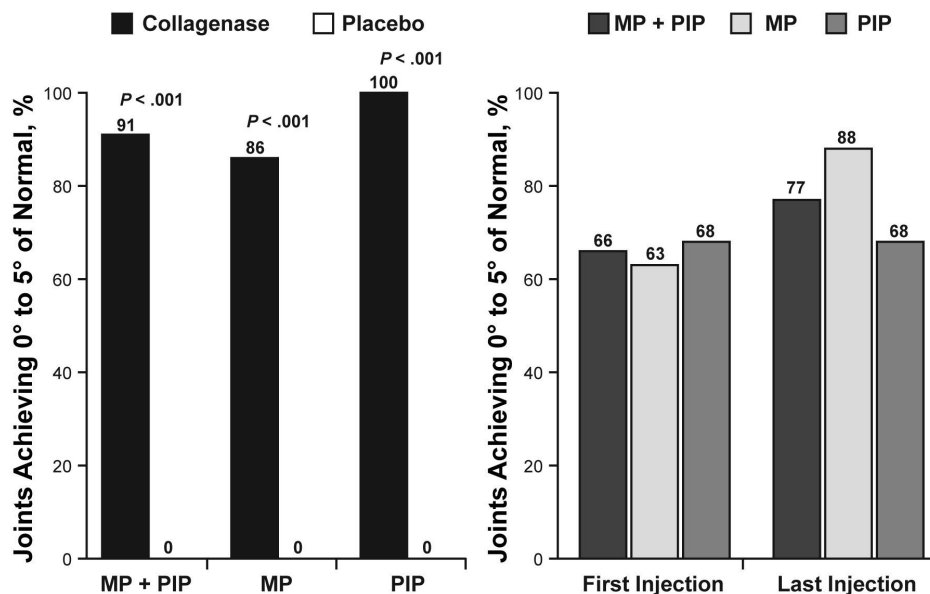 Collagenase Placebo
Joints Achieving 0° to 5° of Normal, %
100
80
60
40
20
0
P < .001
91
0
P < .001
86
0
P < .001
100
0
MP + PIP MP PIP
MP + PIP MP PIP
Joints Achieving 0° to 5° of Normal, %
100
80
60
40
20
0
66
63
68
77
88
68
First Injection Last Injection